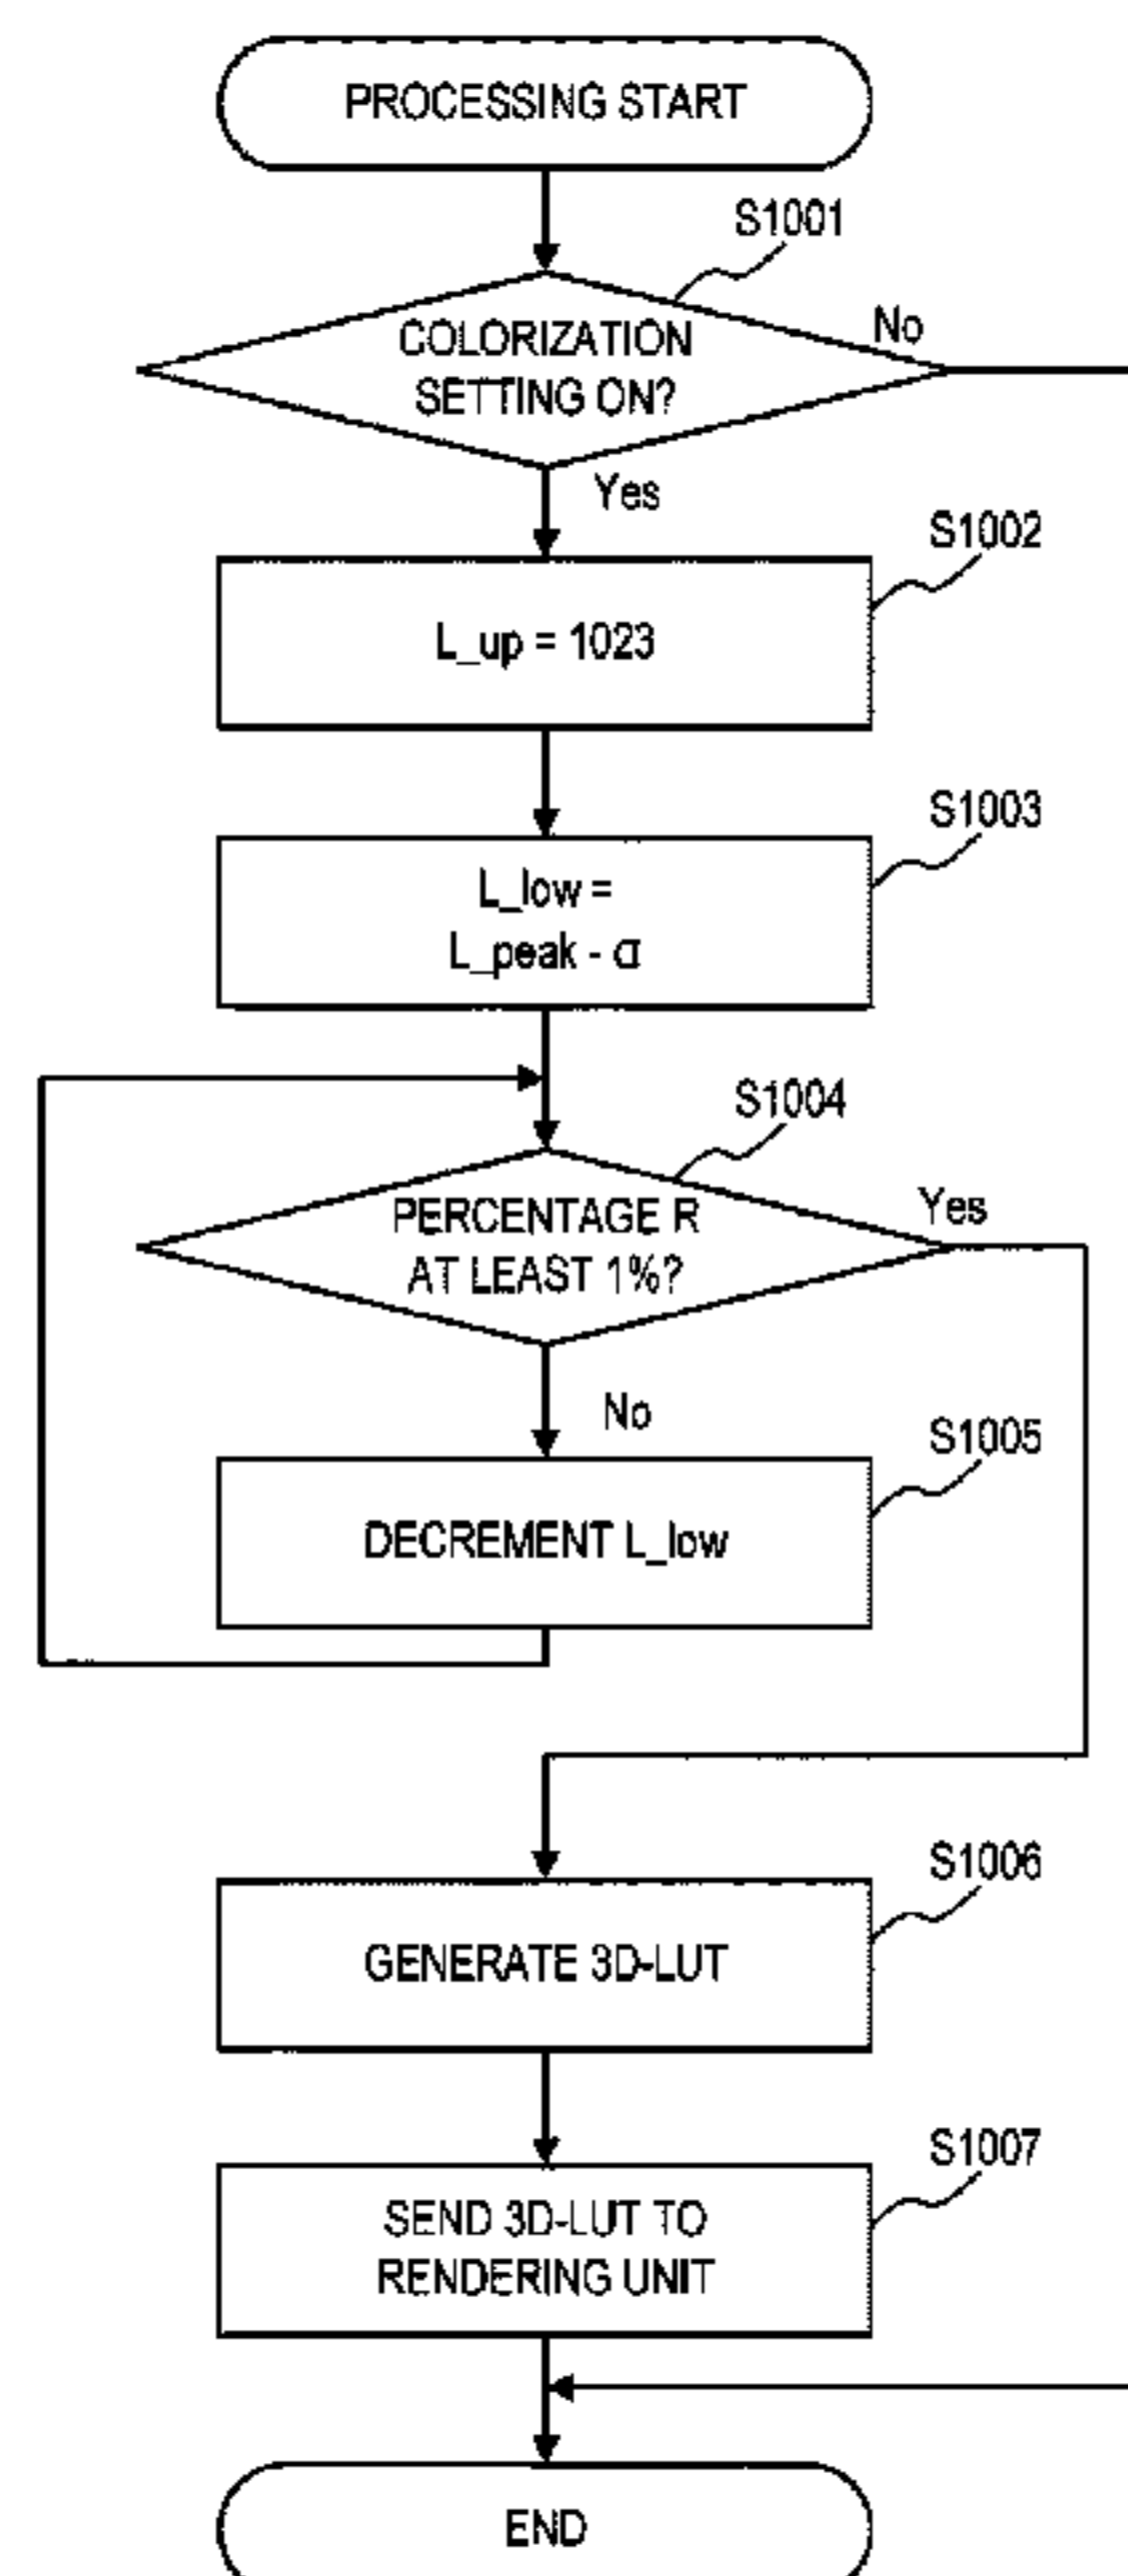 PROCESSING START
S1001
COLORIZATION
SETTING ON?
No
Yes
S1002
L_up = 1023
S1003
L_low =
L_peak - α
S1004
PERCENTAGE R
AT LEAST 1%?
Yes
No
S1005
DECREMENT L_low
S1006
GENERATE 3D-LUT
S1007
SEND 3D-LUT TO
RENDERING UNIT
END